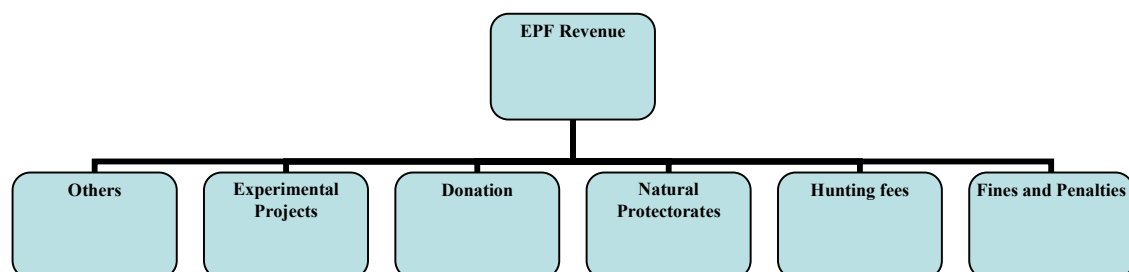 EPF Revenue
Others
Experimental
Projects
Donation
Natural
Protectorates
Hunting fees
Fines and Penalties